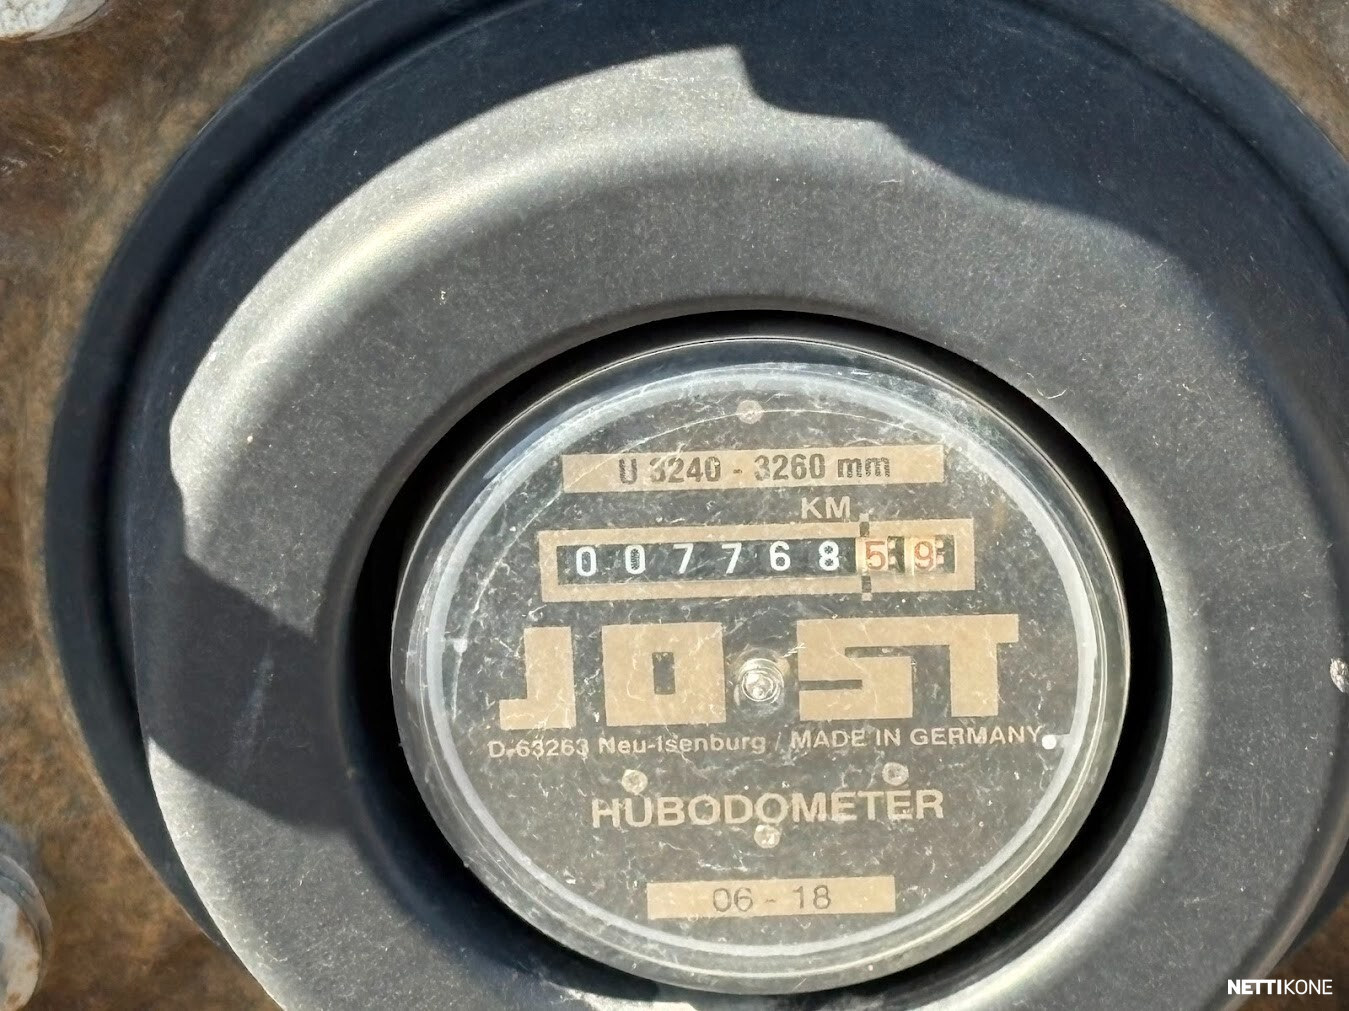 U 3240 - 3260 mm
KM
00776859
JOST
D-63263 Neu-Isenburg / MADE IN GERMANY
HUBODOMETER
06 - 18
NETTIKONE